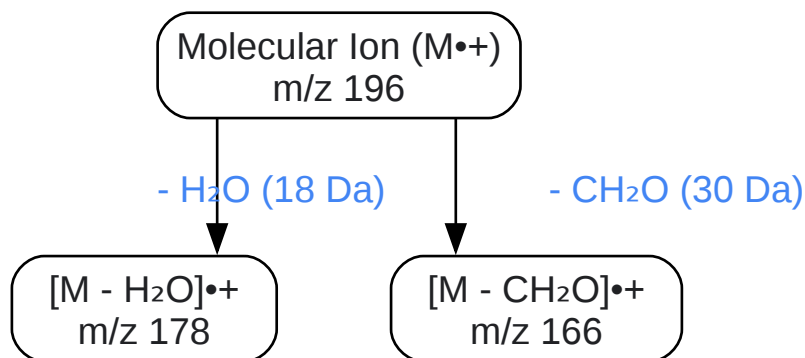 Molecular Ion (M•+)
m/z 196
- H₂O (18 Da)
- CH₂O (30 Da)
[M - H₂O]•+
m/z 178
[M - CH₂O]•+
m/z 166